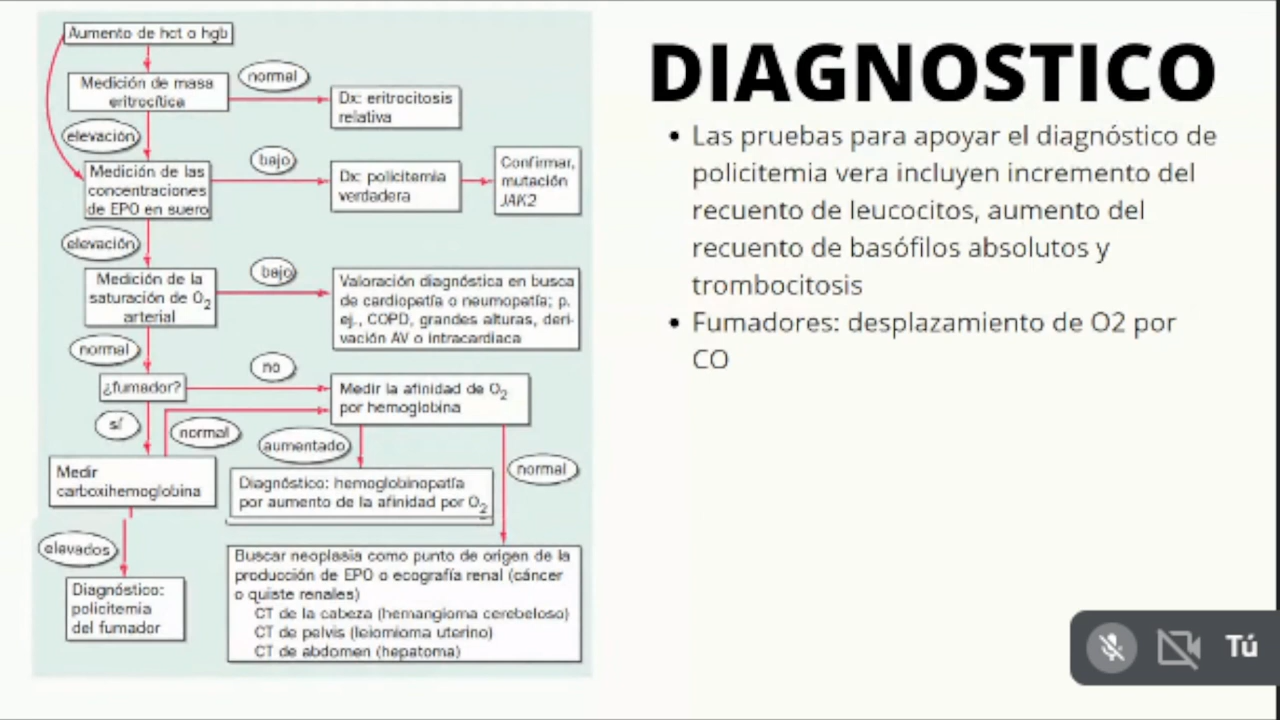 Aumento de hct o hgb
Medición de masa
eritrocítica
normal
Dx: eritrocitosis
relativa
elevación
Medición de las
concentraciones
de EPO en suero
bajo
Dx: policitemia
verdadera
Confirmar,
mutación
JAK2
elevación
Medición de la
saturación de O2
arterial
bajo
Valoración diagnóstica en busca
de cardiopatía o neumopatía; p.
ej., COPD, grandes alturas, deri-
vación AV o intracardiaca
normal
¿fumador?
no
Medir la afinidad de O2
por hemoglobina
sí
normal
aumentado
normal
Medir
carboxihemoglobina
Diagnóstico: hemoglobinopatía
por aumento de la afinidad por O2
elevados
Diagnóstico:
policitemia
del fumador
Buscar neoplasia como punto de origen de la
producción de EPO o ecografía renal (cáncer
o quiste renales)
CT de la cabeza (hemangioma cerebeloso)
CT de pelvis (leiomioma uterino)
CT de abdomen (hepatoma)
DIAGNOSTICO
• Las pruebas para apoyar el diagnóstico de
policitemia vera incluyen incremento del
recuento de leucocitos, aumento del
recuento de basófilos absolutos y
trombocitosis
• Fumadores: desplazamiento de O2 por
CO
Tú